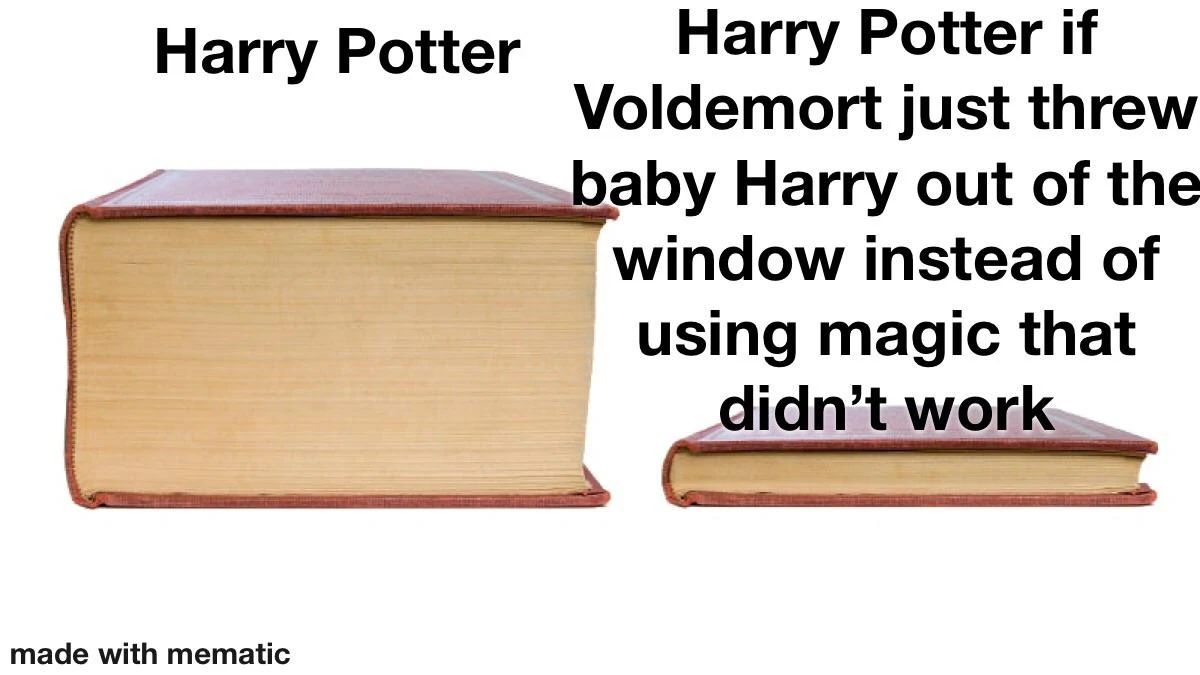 Harry Potter
Harry Potter if
Voldemort just threw
baby Harry out of the
window instead of
using magic that
didn’t work
made with mematic